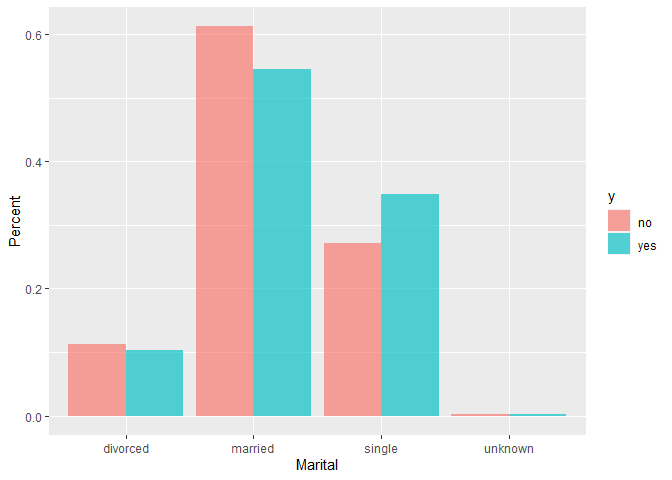 0.6
0.4
0.2
0.0
Percent
divorced married single unknown
Marital
y
no
yes